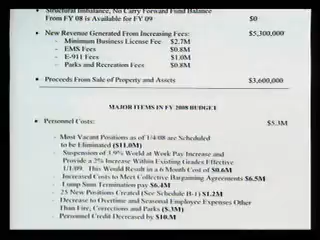 Structural Imbalance, No Carry Forward Fund Balance
From FY 08 is Available for FY 09 $0
• New Revenue Generated From Increasing Fees: $5,300,000
- Minimum Business License Fee $2.7M
- EMS Fees $0.8M
- E-911 Fees $1.0M
- Parks and Recreation Fees $0.8M
• Proceeds From Sale of Property and Assets $3,600,000
MAJOR ITEMS IN FY 2008 BUDGET
• Personnel Costs: $5.3M
- Most Vacant Positions as of 1/4/08 are Scheduled
to be Eliminated ($11.0M)
- Suspension of 3.9% World at Work Pay Increase and
Provide a 2% Increase Within Existing Grades Effective
1/1/09. This Would Result in a 6 Month Cost of $0.6M
- Increased Costs to Meet Collective Bargaining Agreements $6.5M
- Lump Sum Termination pay $6.4M
- 25 New Positions Created (See Schedule B-1) $1.2M
- Decrease to Overtime and Seasonal Employee Expenses Other
Than Fire, Corrections and Parks
- Personnel Credit Decreased by